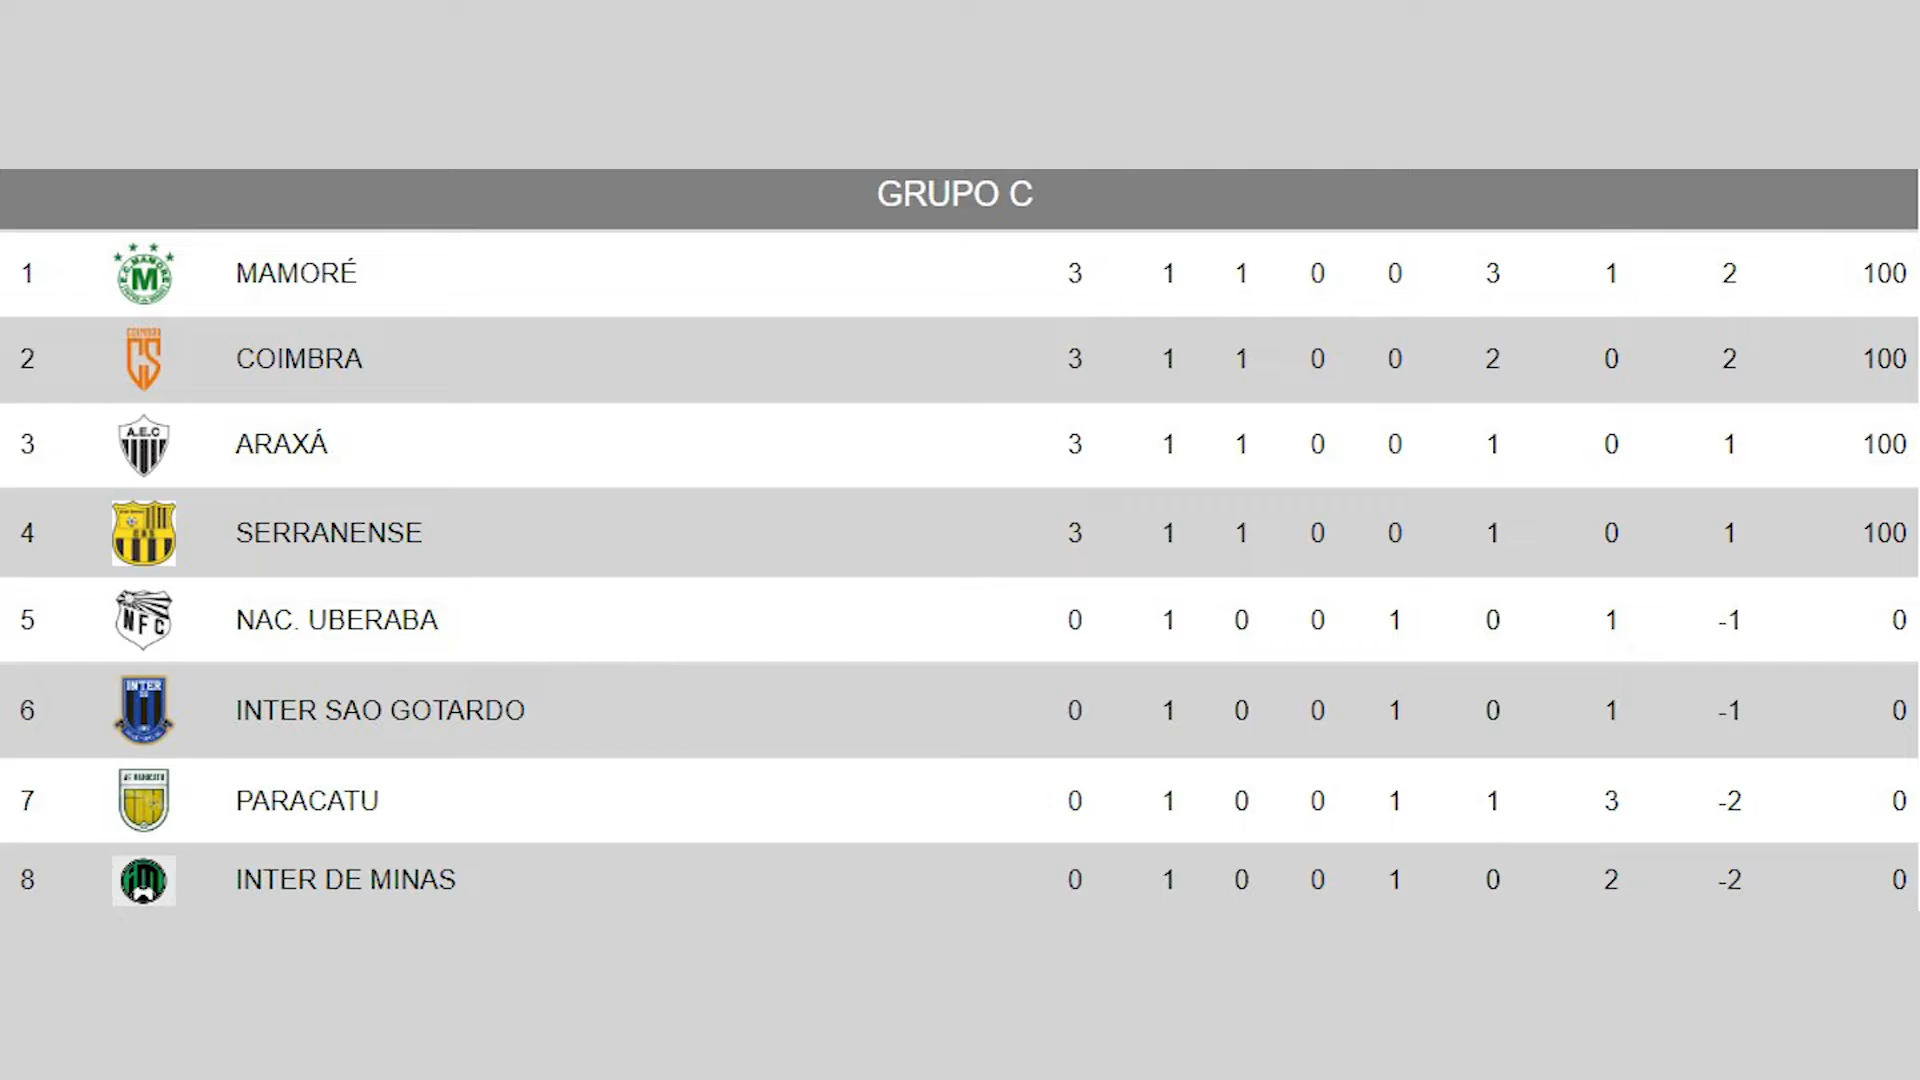 GRUPO C
1 MAMORÉ 3 1 1 0 0 3 1 2 100
2 COIMBRA 3 1 1 0 0 2 0 2 100
3 A.E.C ARAXÁ 3 1 1 0 0 1 0 1 100
4 SERRANENSE 3 1 1 0 0 1 0 1 100
5 NFC NAC. UBERABA 0 1 0 0 1 0 1 -1 0
6 INTER INTER SAO GOTARDO 0 1 0 0 1 0 1 -1 0
7 PARACATU 0 1 0 0 1 1 3 -2 0
8 INTER DE MINAS 0 1 0 0 1 0 2 -2 0